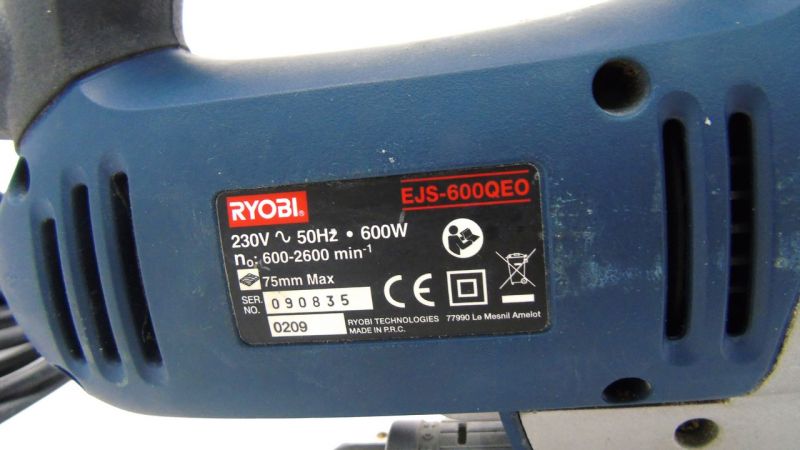 RYOBI® EJS-600QEO
230V ∿ 50Hz • 600W
n₀: 600-2600 min⁻¹
75mm Max
SER. NO. 090835
0209
CE
RYOBI TECHNOLOGIES 77990 Le Mesnil Amelot
MADE IN P.R.C.